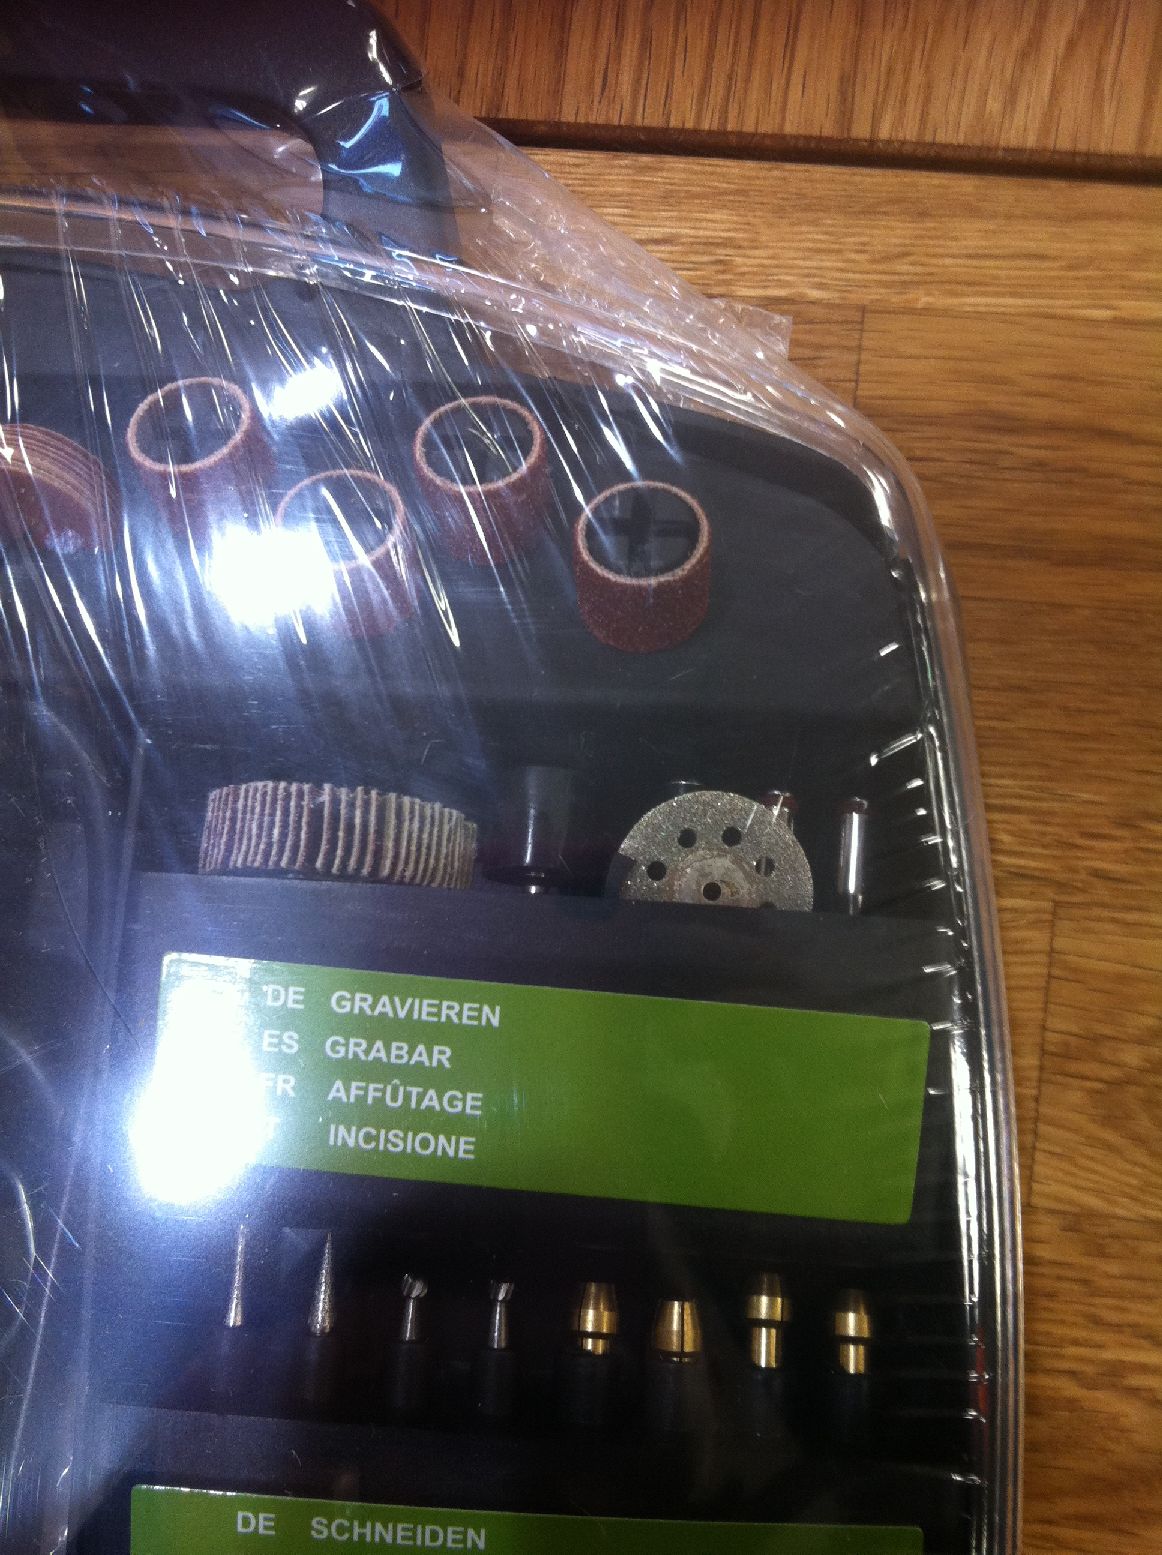 DE GRAVIEREN
ES GRABAR
FR AFFÛTAGE
INCISIONE
DE SCHNEIDEN